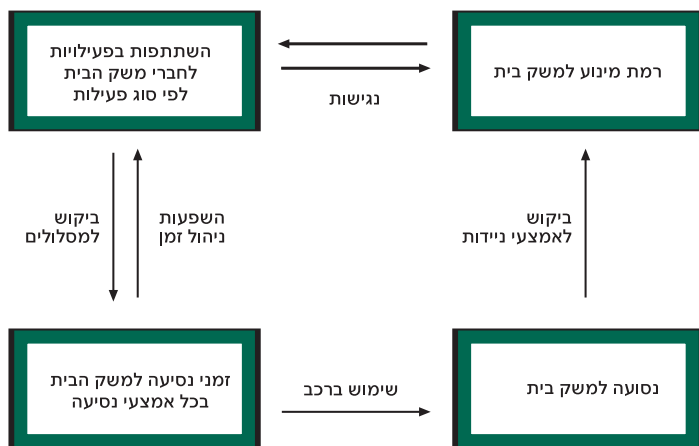 רמת מינוע למשק בית
נגישות
השתתפות בפעילויות
לחברי משק הבית
לפי סוג פעילות
ביקוש
לאמצעי ניידות
השפעות
ניהול זמן
ביקוש
למסלולים
נסועה למשק בית
שימוש ברכב
זמני נסיעה למשק הבית
בכל אמצעי נסיעה